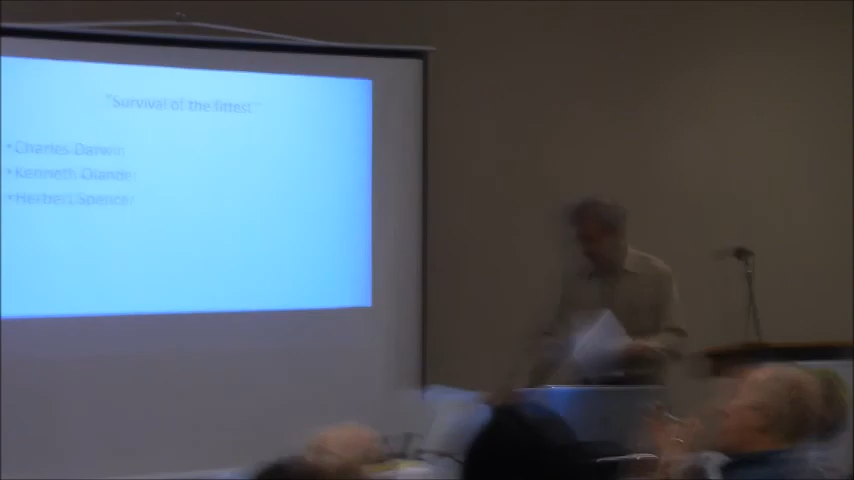 "Survival of the fittest"
•Charles Darwin
•Kenneth
•Herbert Spencer